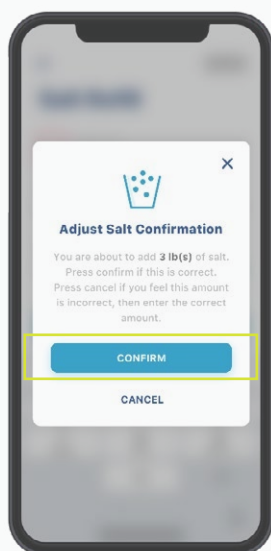 Adjust Salt Confirmation
You are about to add 3 lb(s) of salt.
Press confirm if this is correct.
Press cancel if you feel this amount
is incorrect, then enter the correct
amount.
CONFIRM
CANCEL